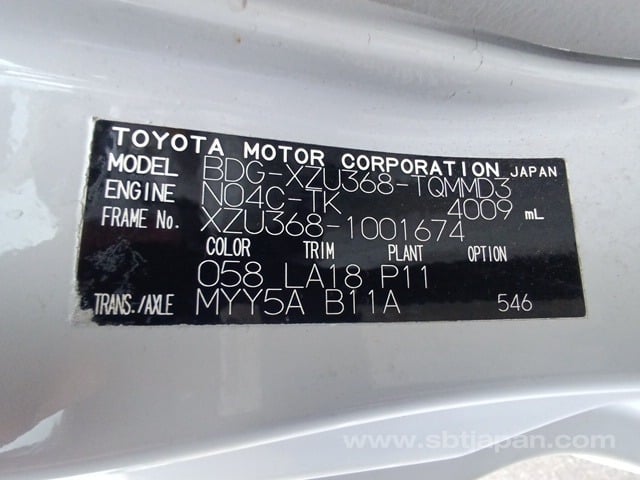 TOYOTA MOTOR CORPORATION JAPAN
MODEL BDG-XZU368-TQMMD3
ENGINE N04C-TK 4009 mL
FRAME No. XZU368-1001674
COLOR TRIM PLANT OPTION
058 LA18 P11
TRANS./AXLE MYY5A B11A 546
www.sbtjapan.com